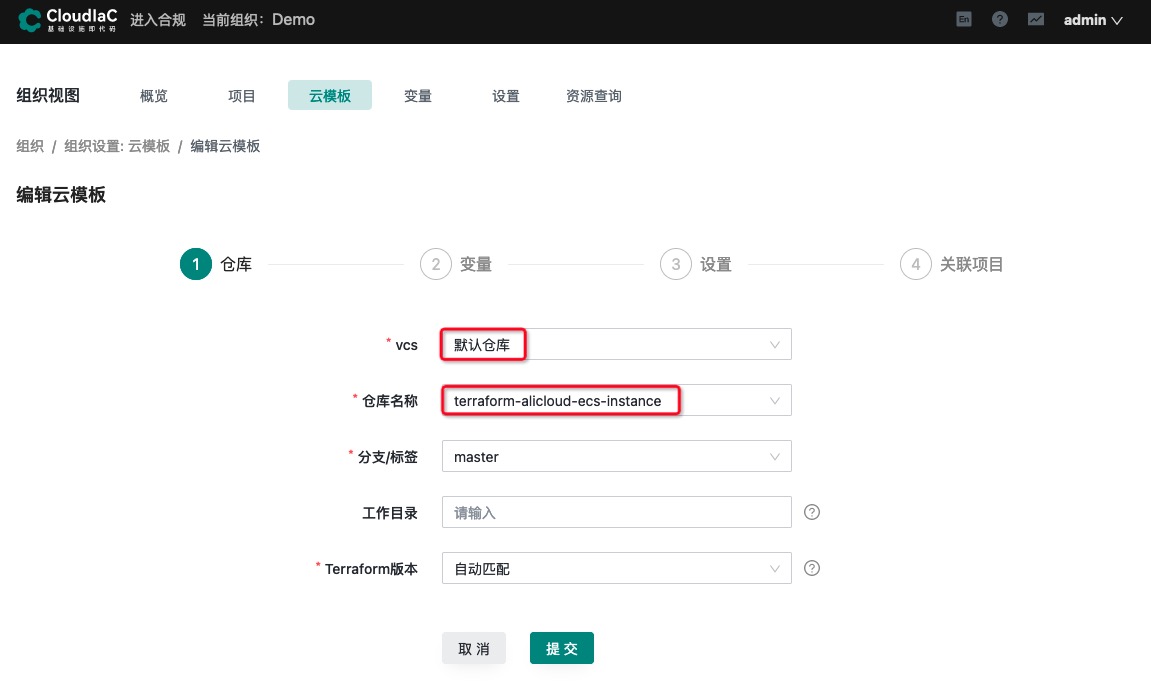 CloudIaC
基础设施即代码
进入合规 当前组织: Demo
En ? admin
组织视图 概览 项目 云模板 变量 设置 资源查询
组织 / 组织设置: 云模板 / 编辑云模板
编辑云模板
1 仓库 2 变量 3 设置 4 关联项目
* vcs 默认仓库
* 仓库名称 terraform-alicloud-ecs-instance
* 分支/标签 master
工作目录 请输入 ?
* Terraform版本 自动匹配 ?
取 消 提 交